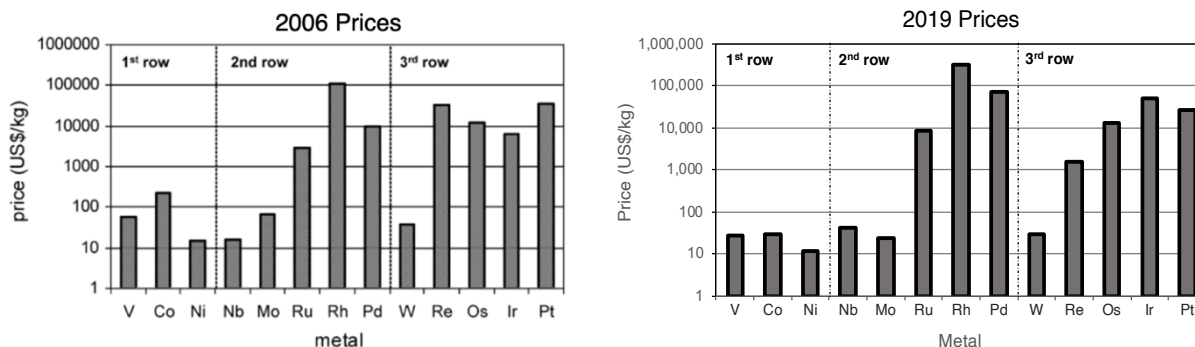 2006 Prices
1000000
100000
10000
1000
100
10
1
price (US$/kg)
1st row
2nd row
3rd row
V Co Ni Nb Mo Ru Rh Pd W Re Os Ir Pt
metal
2019 Prices
1,000,000
100,000
10,000
1,000
100
10
1
Price (US$/kg)
1st row
2nd row
3rd row
V Co Ni Nb Mo Ru Rh Pd W Re Os Ir Pt
Metal